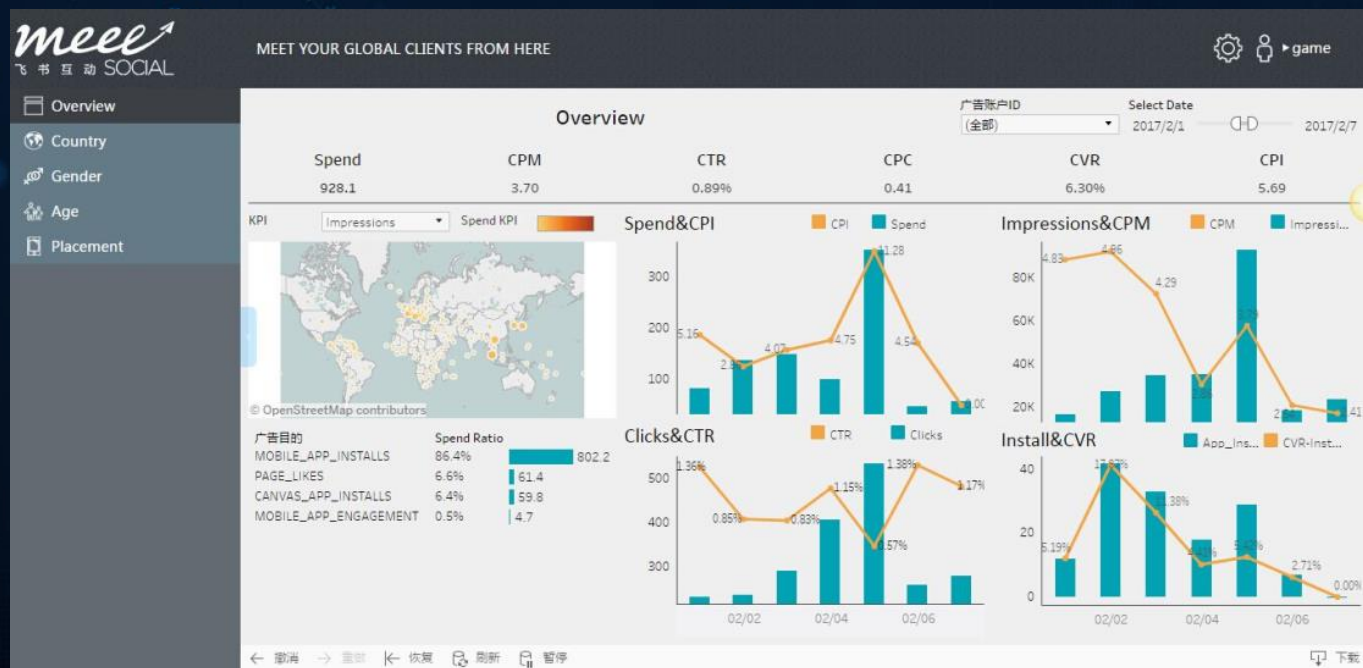 meee
飞书互动 SOCIAL
MEET YOUR GLOBAL CLIENTS FROM HERE
game
Overview
Country
Gender
Age
Placement
Overview
广告账户ID
(全部)
Select Date
2017/2/1
2017/2/7
Spend CPM CTR CPC CVR CPI
928.1 3.70 0.89% 0.41 6.30% 5.69
KPI Impressions Spend KPI
© OpenStreetMap contributors
广告目的 Spend Ratio
MOBILE_APP_INSTALLS 86.4% 802.2
PAGE_LIKES 6.6% 61.4
CANVAS_APP_INSTALLS 6.4% 59.8
MOBILE_APP_ENGAGEMENT 0.5% 4.7
Spend&CPI CPI Spend
300
200
100
5.16
4.07
4.75
11.28
4.54
Impressions&CPM CPM Impressi...
80K
60K
40K
20K
4.83
4.29
Clicks&CTR CTR Clicks
500
400
300
1.36%
0.85%
0.83%
1.15%
0.57%
1.38%
1.17%
02/02 02/04 02/06
Install&CVR App_Ins... CVR-Inst...
40
20
0
5.19%
2.71%
0.00%
02/02 02/04 02/06
撤消 重做 恢复 刷新 暂停 下载